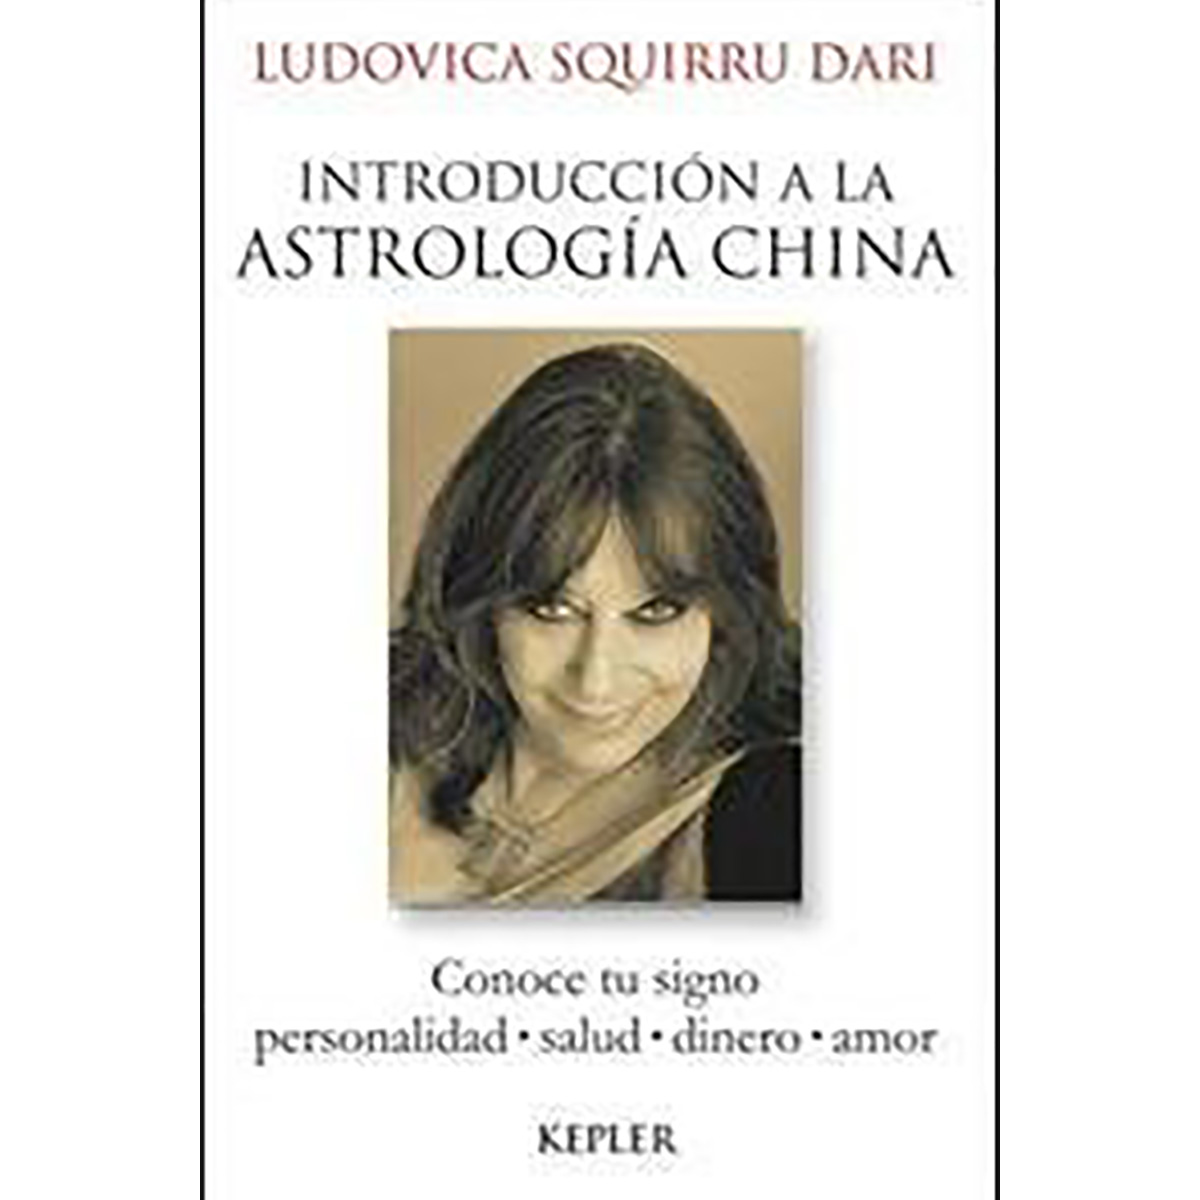 LUDOVICA SQUIRRU DARI
INTRODUCCIÓN A LA
ASTROLOGÍA CHINA
Conoce tu signo
personalidad · salud · dinero · amor
KEPLER